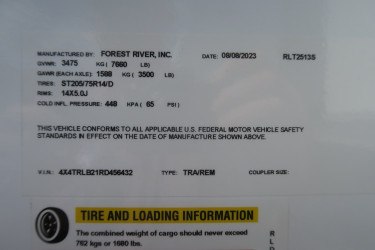 MANUFACTURED BY: FOREST RIVER, INC. DATE: 08/08/2023 RLT2513S
GVWR: 3475 KG ( 7660 LB)
GAWR (EACH AXLE): 1588 KG ( 3500 LB)
TIRES: ST205/75R14/D
RIMS: 14X5.0J
COLD INFL. PRESSURE: 448 KPA ( 65 PSI)
THIS VEHICLE CONFORMS TO ALL APPLICABLE U.S. FEDERAL MOTOR VEHICLE SAFETY
STANDARDS IN EFFECT ON THE DATE OF MANUFACTURE SHOWN ABOVE.
V.I.N.: 4X4TRLB21RD456432 TYPE: TRA/REM COUPLER SIZE:
TIRE AND LOADING INFORMATION
The combined weight of cargo should never exceed
762 kgs or 1680 lbs.
R
L
D